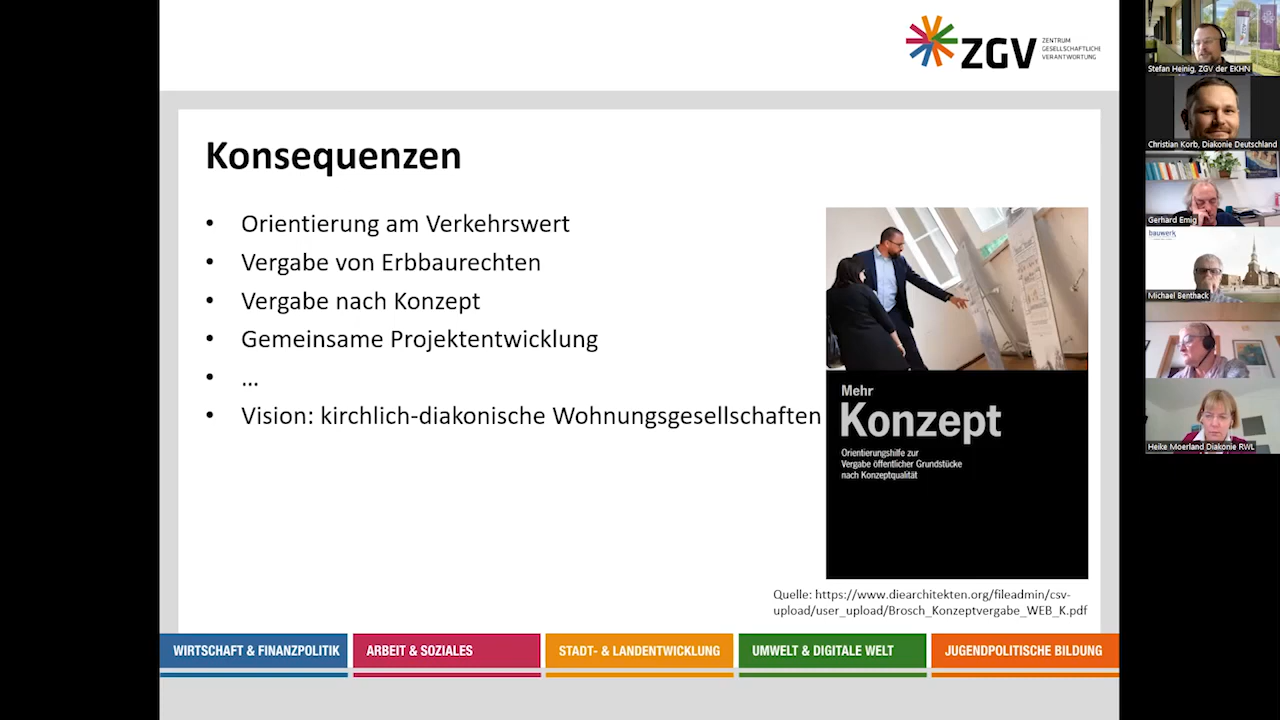 ZGV
ZENTRUM
GESELLSCHAFTLICHE
VERANTWORTUNG
Konsequenzen
• Orientierung am Verkehrswert
• Vergabe von Erbbaurechten
• Vergabe nach Konzept
• Gemeinsame Projektentwicklung
• ...
• Vision: kirchlich-diakonische Wohnungsgesellschaften
Mehr
Konzept
Orientierungshilfe zur
Vergabe öffentlicher Grundstücke
nach Konzeptqualität
Quelle: https://www.diearchitekten.org/fileadmin/csv-
upload/user_upload/Brosch_Konzeptvergabe_WEB_K.pdf
WIRTSCHAFT & FINANZPOLITIK
ARBEIT & SOZIALES
STADT- & LANDENTWICKLUNG
UMWELT & DIGITALE WELT
JUGENDPOLITISCHE BILDUNG
Stefan Heinig, ZGV der EKHN
Christian Korb, Diakonie Deutschland
Gerhard Emig
bauwerk
Michael Benthack
Heike Moerland Diakonie RWL